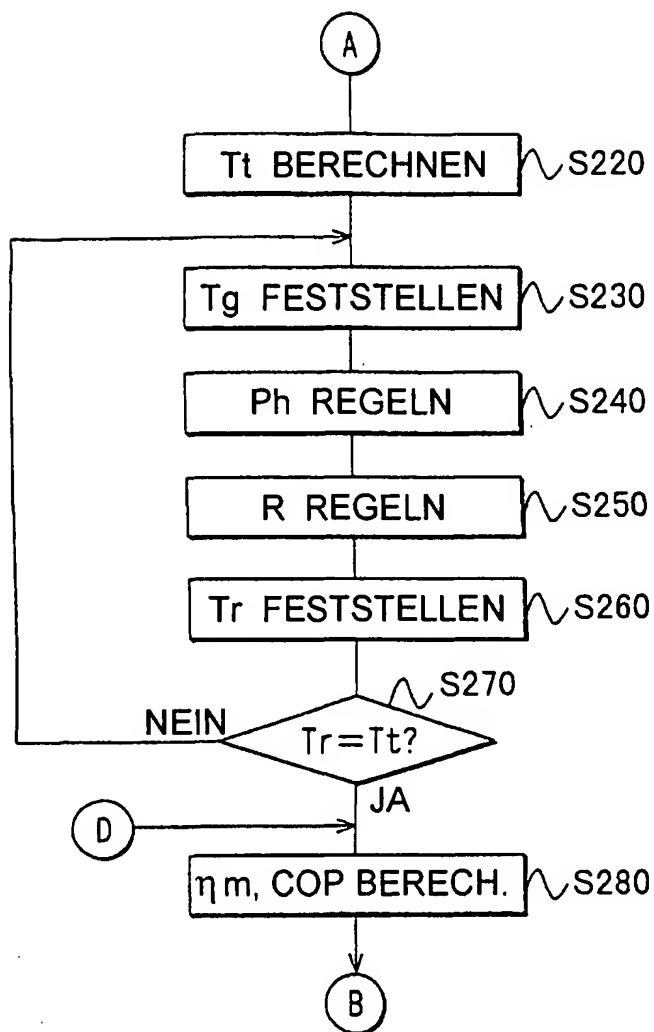 A
Tt BERECHNEN S220
Tg FESTSTELLEN S230
Ph REGELN S240
R REGELN S250
Tr FESTSTELLEN S260
S270
NEIN
Tr=Tt?
JA
D
ηm, COP BERECH. S280
B